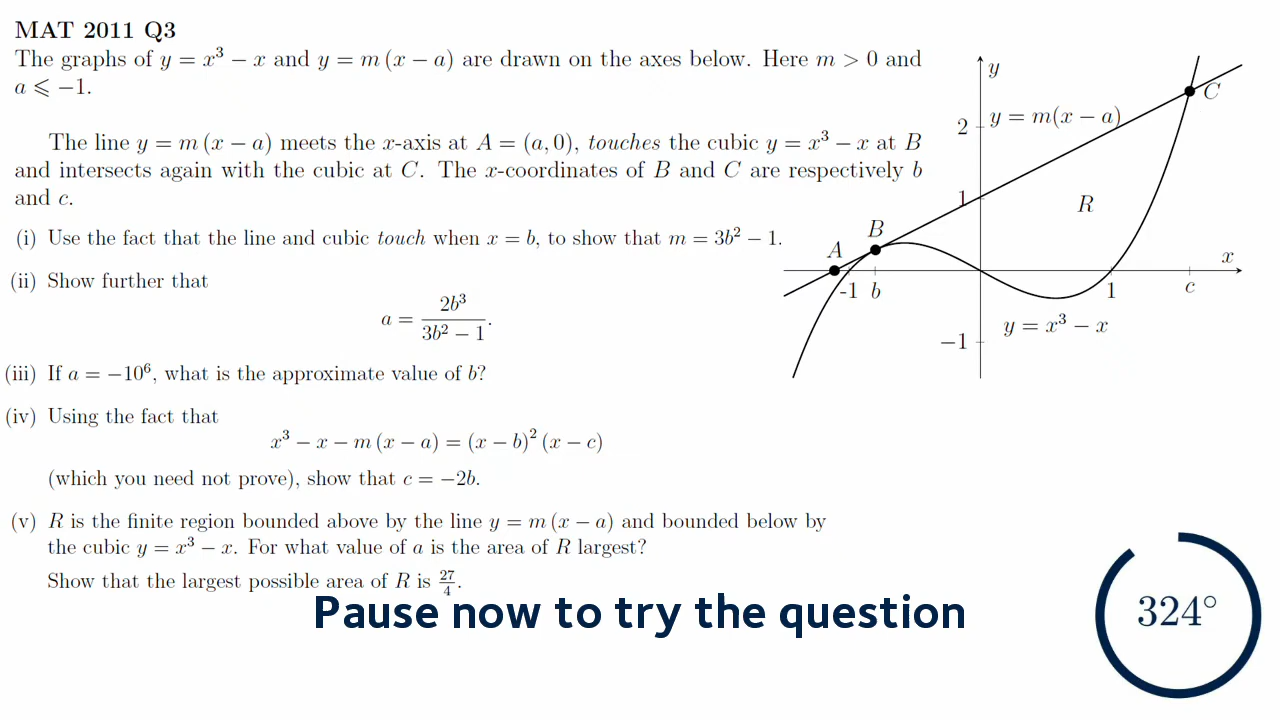 MAT 2011 Q3
The graphs of y = x³ − x and y = m (x − a) are drawn on the axes below. Here m > 0 and
a ⩽ −1.
The line y = m (x − a) meets the x-axis at A = (a, 0), touches the cubic y = x³ − x at B
and intersects again with the cubic at C. The x-coordinates of B and C are respectively b
and c.
(i) Use the fact that the line and cubic touch when x = b, to show that m = 3b² − 1.
(ii) Show further that
a = 2b³ / (3b² − 1).
(iii) If a = −10⁶, what is the approximate value of b?
(iv) Using the fact that
x³ − x − m (x − a) = (x − b)² (x − c)
(which you need not prove), show that c = −2b.
(v) R is the finite region bounded above by the line y = m (x − a) and bounded below by
the cubic y = x³ − x. For what value of a is the area of R largest?
Show that the largest possible area of R is 27/4.
Pause now to try the question
y
C
y = m(x − a)
2
1
R
B
A
x
-1 b 1 c
y = x³ − x
−1
324°